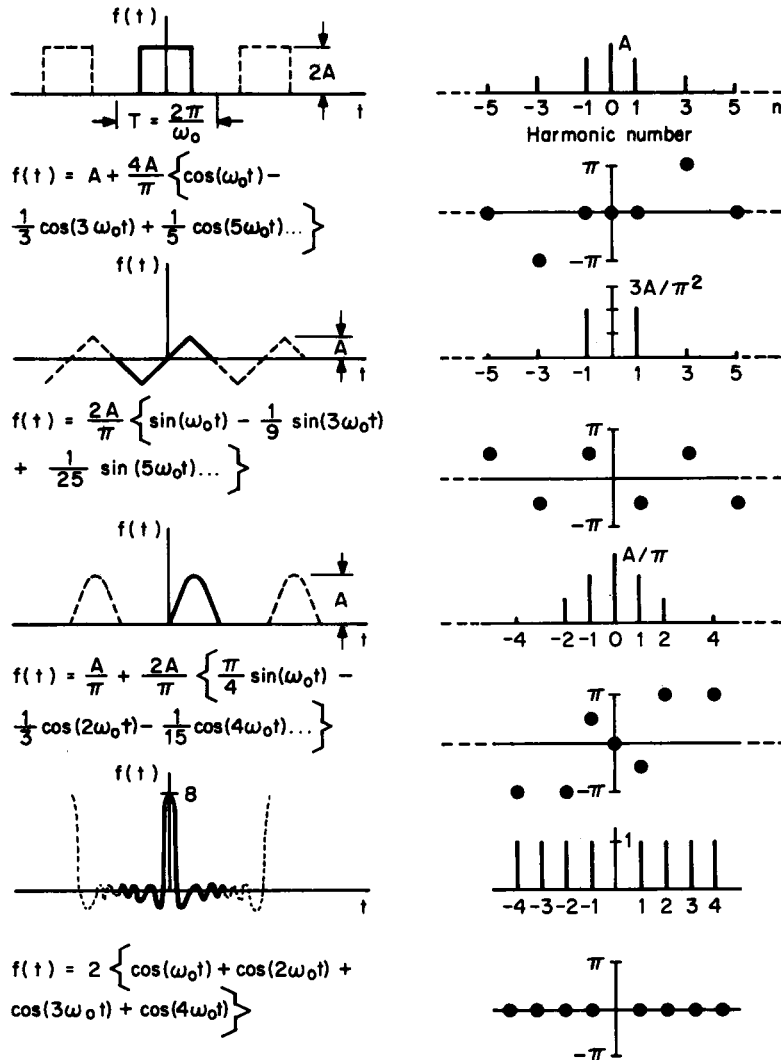 f(t)
2A
T = 2π/ω₀
t
f(t) = A + 4A/π {cos(ω₀t) –
1/3 cos(3ω₀t) + 1/5 cos(5ω₀t)...}
A
-5 -3 -1 0 1 3 5 n
Harmonic number
π
-π
f(t)
A
t
f(t) = 2A/π {sin(ω₀t) – 1/9 sin(3ω₀t)
+ 1/25 sin(5ω₀t)...}
3A/π²
-5 -3 -1 1 3 5
π
-π
f(t)
A
t
f(t) = A/π + 2A/π {π/4 sin(ω₀t) –
1/3 cos(2ω₀t) – 1/15 cos(4ω₀t)...}
A/π
-4 -2 -1 0 1 2 4
π
-π
f(t)
8
t
f(t) = 2 {cos(ω₀t) + cos(2ω₀t) +
cos(3ω₀t) + cos(4ω₀t)}
1
-4 -3 -2 -1 1 2 3 4
π
-π